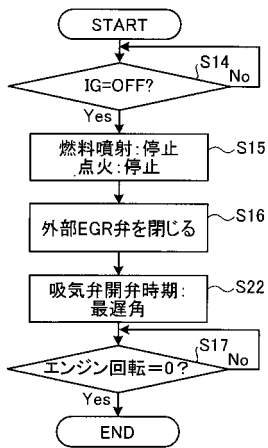 START
S14
IG=OFF?
No
Yes
燃料噴射:停止
点火:停止
S15
外部EGR弁を閉じる
S16
吸気弁開弁時期:
最遅角
S22
S17
エンジン回転=0?
No
Yes
END